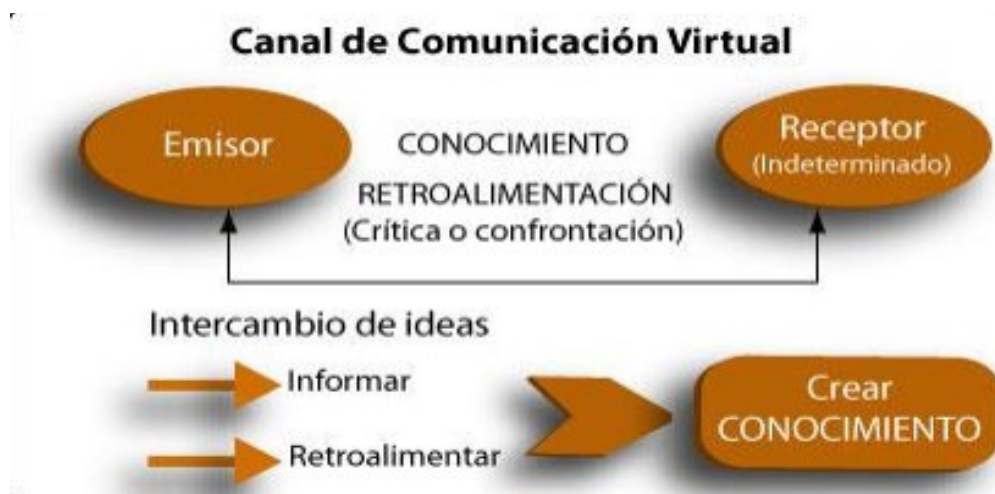 Canal de Comunicación Virtual
Emisor
CONOCIMIENTO
RETROALIMENTACIÓN
(Crítica o confrontación)
Receptor
(Indeterminado)
Intercambio de ideas
Informar
Retroalimentar
Crear
CONOCIMIENTO